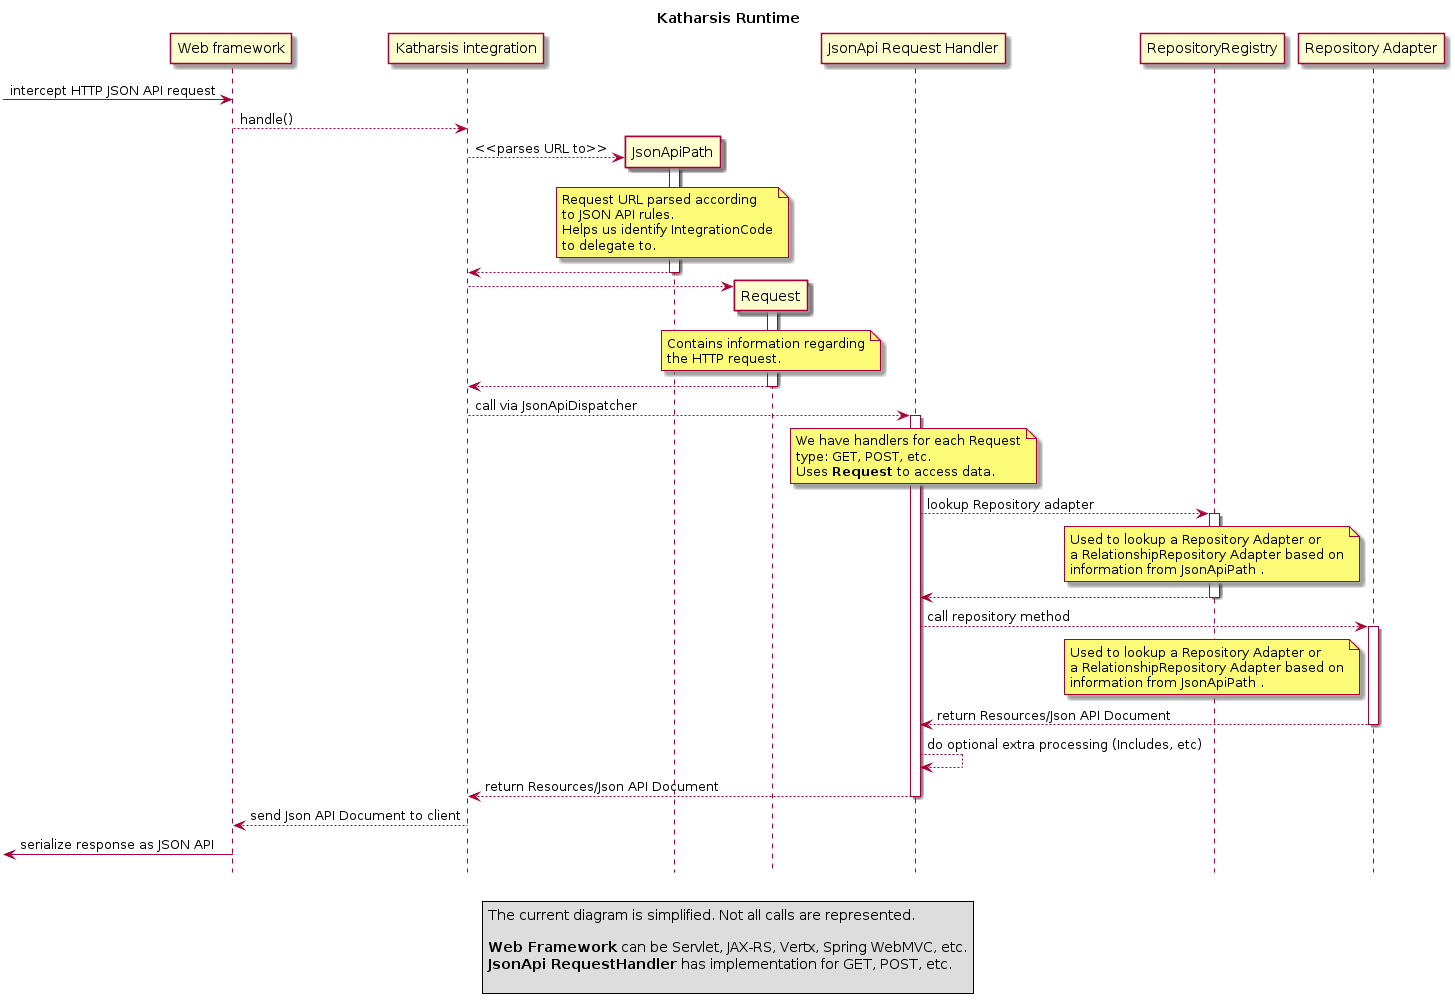 Katharsis Runtime
Web framework
Katharsis integration
JsonApi Request Handler
RepositoryRegistry
Repository Adapter
intercept HTTP JSON API request
handle()
<<parses URL to>>
JsonApiPath
Request URL parsed according
to JSON API rules.
Helps us identify IntegrationCode
to delegate to.
Request
Contains information regarding
the HTTP request.
call via JsonApiDispatcher
We have handlers for each Request
type: GET, POST, etc.
Uses Request to access data.
lookup Repository adapter
Used to lookup a Repository Adapter or
a RelationshipRepository Adapter based on
information from JsonApiPath .
call repository method
Used to lookup a Repository Adapter or
a RelationshipRepository Adapter based on
information from JsonApiPath .
return Resources/Json API Document
do optional extra processing (Includes, etc)
return Resources/Json API Document
send Json API Document to client
serialize response as JSON API
The current diagram is simplified. Not all calls are represented.
Web Framework can be Servlet, JAX-RS, Vertx, Spring WebMVC, etc.
JsonApi RequestHandler has implementation for GET, POST, etc.